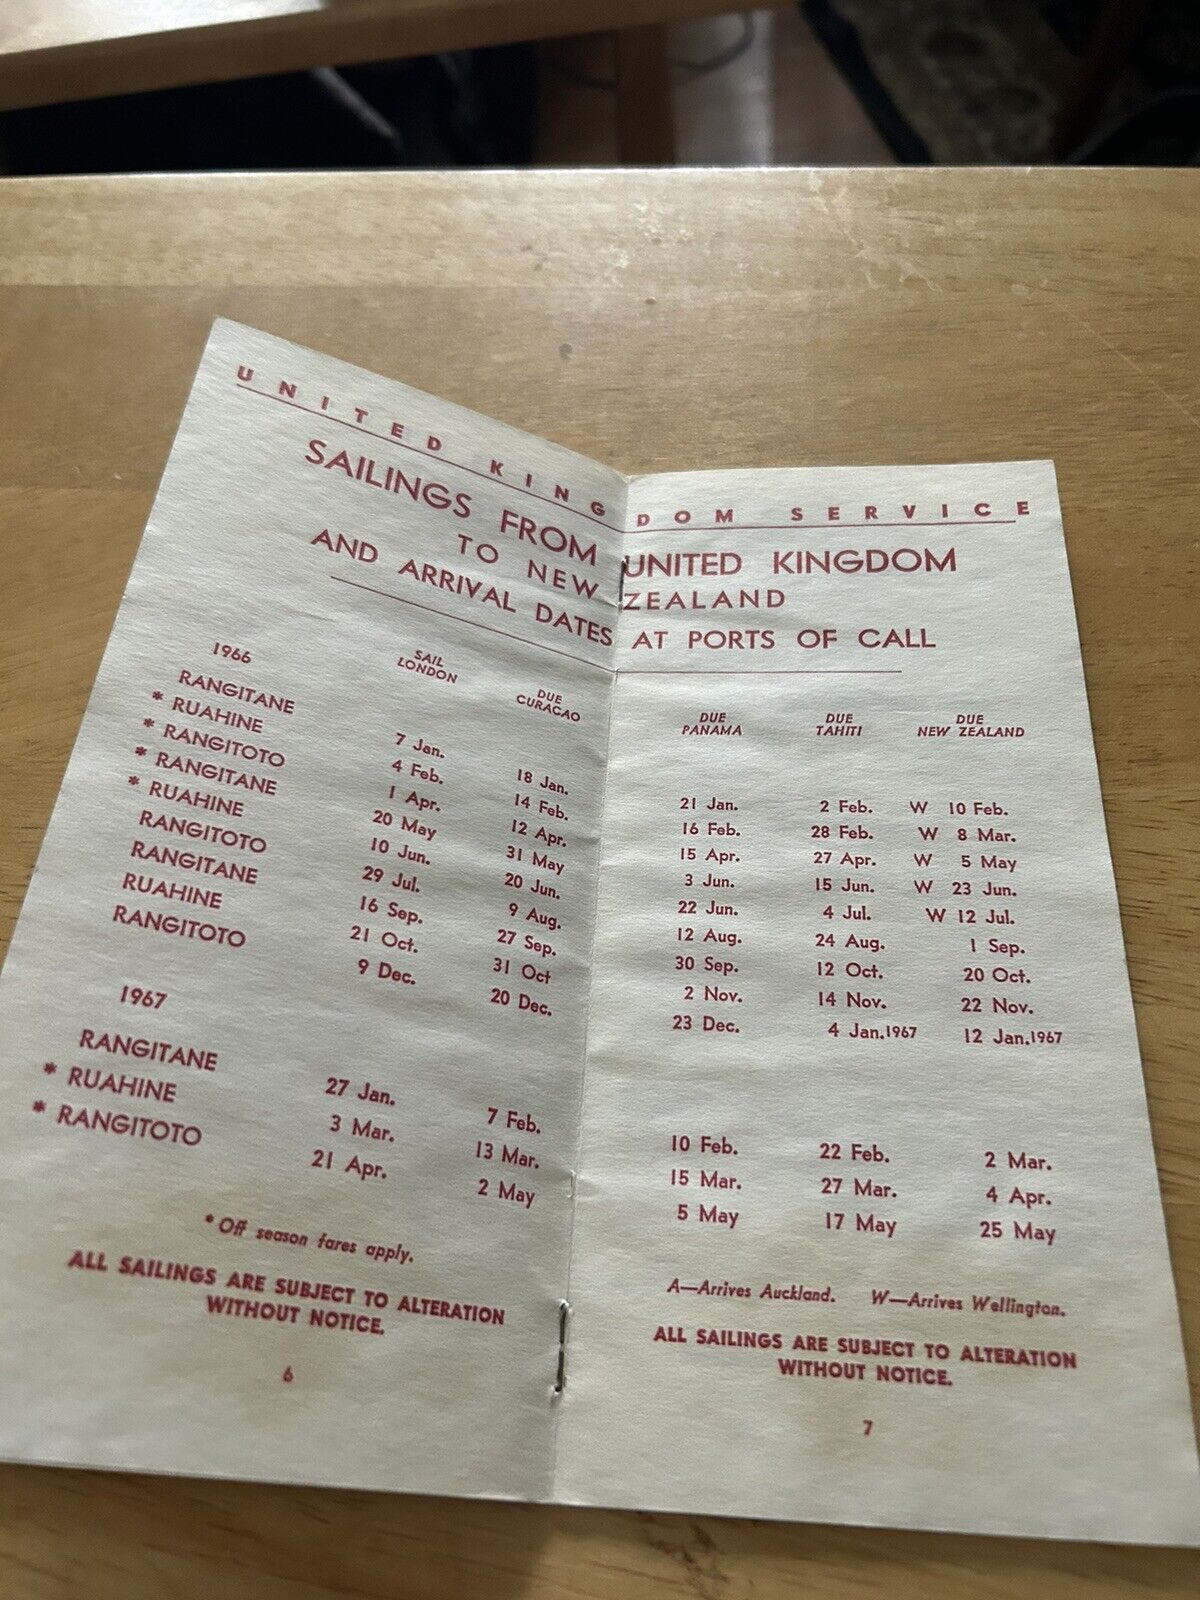 UNITED KINGDOM SERVICE
SAILINGS FROM UNITED KINGDOM
TO NEW ZEALAND
AND ARRIVAL DATES AT PORTS OF CALL
1966 SAIL LONDON DUE CURACAO DUE PANAMA DUE TAHITI DUE NEW ZEALAND
RANGITANE 7 Jan. 18 Jan. 21 Jan. 2 Feb. W 10 Feb.
* RUAHINE 4 Feb. 14 Feb. 16 Feb. 28 Feb. W 8 Mar.
* RANGITOTO 1 Apr. 12 Apr. 15 Apr. 27 Apr. W 5 May
* RANGITANE 20 May 31 May 3 Jun. 15 Jun. W 23 Jun.
* RUAHINE 10 Jun. 20 Jun. 22 Jun. 4 Jul. W 12 Jul.
RANGITOTO 29 Jul. 9 Aug. 12 Aug. 24 Aug. 1 Sep.
RANGITANE 16 Sep. 27 Sep. 30 Sep. 12 Oct. 20 Oct.
RUAHINE 21 Oct. 31 Oct 2 Nov. 14 Nov. 22 Nov.
RANGITOTO 9 Dec. 20 Dec. 23 Dec. 4 Jan.1967 12 Jan.1967
1967
RANGITANE 27 Jan. 7 Feb. 10 Feb. 22 Feb. 2 Mar.
* RUAHINE 3 Mar. 13 Mar. 15 Mar. 27 Mar. 4 Apr.
* RANGITOTO 21 Apr. 2 May 5 May 17 May 25 May
* Off season fares apply.
ALL SAILINGS ARE SUBJECT TO ALTERATION
WITHOUT NOTICE.
6
A—Arrives Auckland. W—Arrives Wellington.
ALL SAILINGS ARE SUBJECT TO ALTERATION
WITHOUT NOTICE.
7